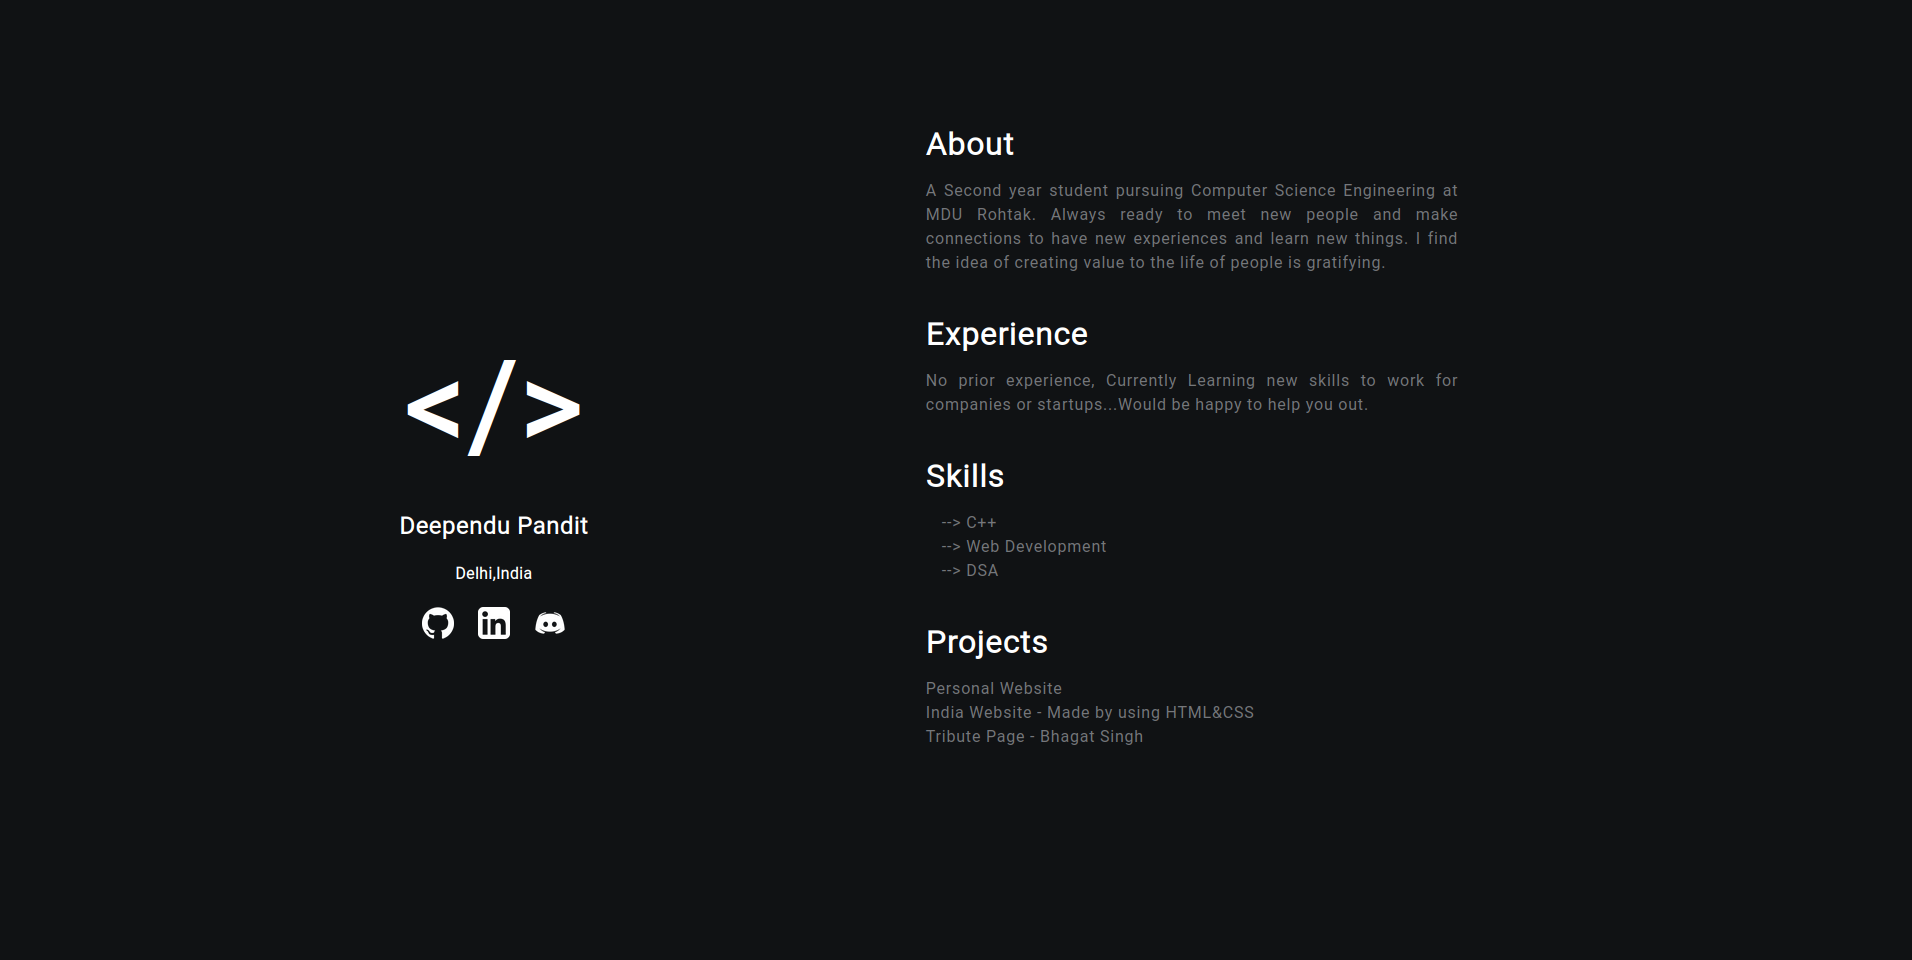 </>
Deependu Pandit
Delhi,India
About
A Second year student pursuing Computer Science Engineering at
MDU Rohtak. Always ready to meet new people and make
connections to have new experiences and learn new things. I find
the idea of creating value to the life of people is gratifying.
Experience
No prior experience, Currently Learning new skills to work for
companies or startups...Would be happy to help you out.
Skills
--> C++
--> Web Development
--> DSA
Projects
Personal Website
India Website - Made by using HTML&CSS
Tribute Page - Bhagat Singh